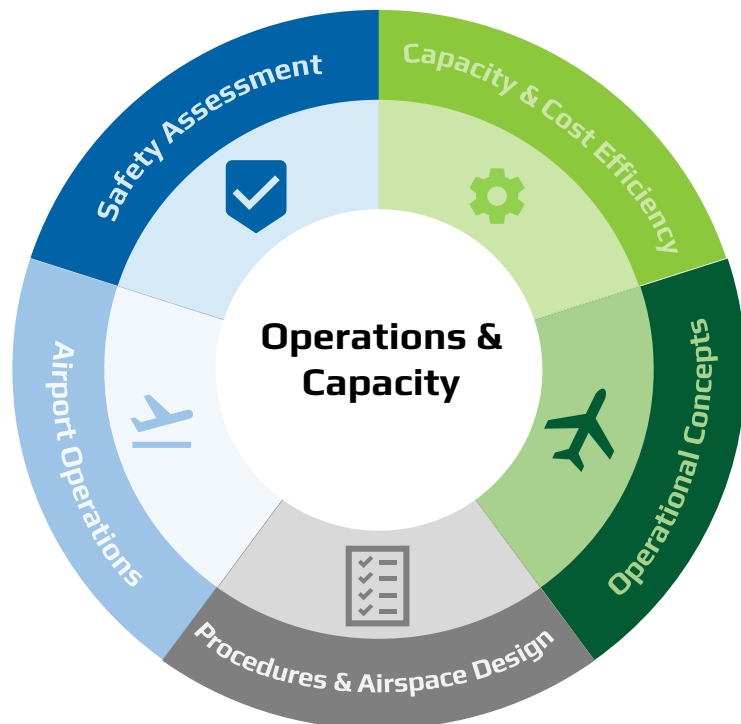 Safety Assessment
Capacity & Cost Efficiency
Operations &
Capacity
Airport Operations
Operational Concepts
Procedures & Airspace Design